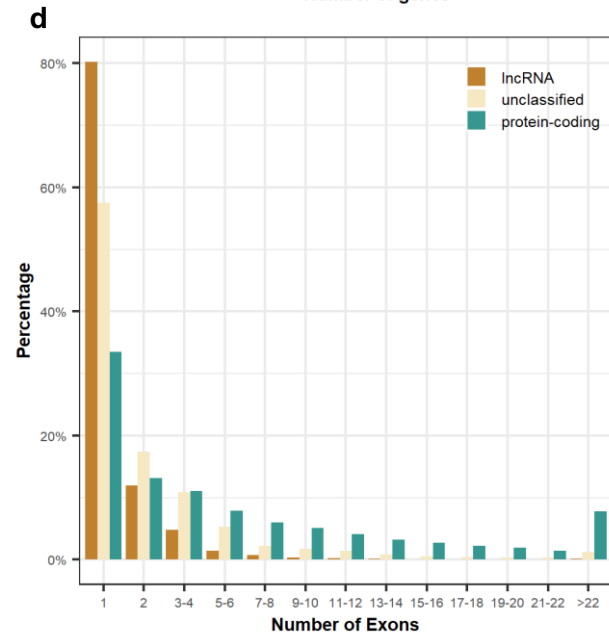 d
80%
60%
40%
20%
0%
Percentage
lncRNA
unclassified
protein-coding
1 2 3-4 5-6 7-8 9-10 11-12 13-14 15-16 17-18 19-20 21-22 >22
Number of Exons